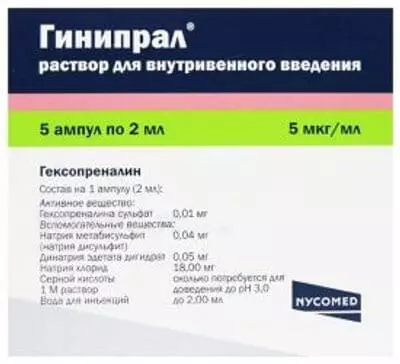 Гинипрал®
раствор для внутривенного введения
5 ампул по 2 мл 5 мкг/мл
Гексопреналин
Состав на 1 ампулу (2 мл):
Активное вещество:
Гексопреналина сульфат 0,01 мг
Вспомогательные вещества:
Натрия метабисульфит 0,04 мг
(натрия дисульфит)
Динатрия эдетата дигидрат 0,05 мг
Натрия хлорид 18,00 мг
Серной кислоты сколько потребуется для
1 М раствор доведения до pH 3,0
Вода для инъекций до 2,00 мл
NYCOMED